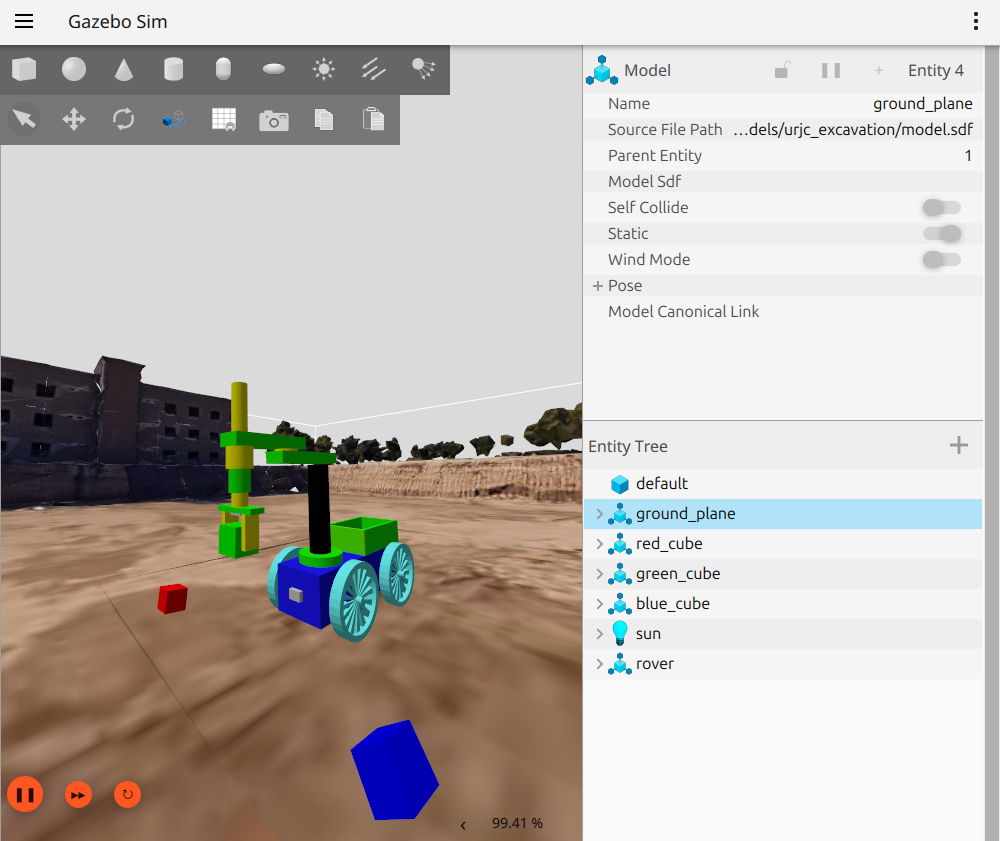 Gazebo Sim
Model
Entity 4
Name ground_plane
Source File Path …dels/urjc_excavation/model.sdf
Parent Entity 1
Model Sdf
Self Collide
Static
Wind Mode
+ Pose
Model Canonical Link
Entity Tree
default
ground_plane
red_cube
green_cube
blue_cube
sun
rover
99.41 %